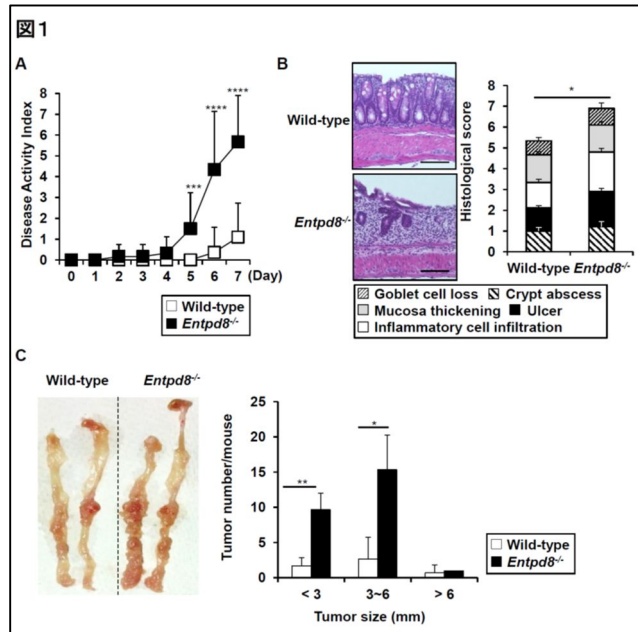 図1
A
Disease Activity Index
8
7
6
5
4
3
2
1
0
***
****
****
0 1 2 3 4 5 6 7 (Day)
Wild-type
Entpd8-/-
B
Wild-type
Entpd8-/-
Histological score
8
7
6
5
4
3
2
1
0
*
Wild-type Entpd8-/-
Goblet cell loss Crypt abscess
Mucosa thickening Ulcer
Inflammatory cell infiltration
C
Wild-type Entpd8-/-
Tumor number/mouse
25
20
15
10
5
0
**
*
< 3 3~6 > 6
Tumor size (mm)
Wild-type
Entpd8-/-